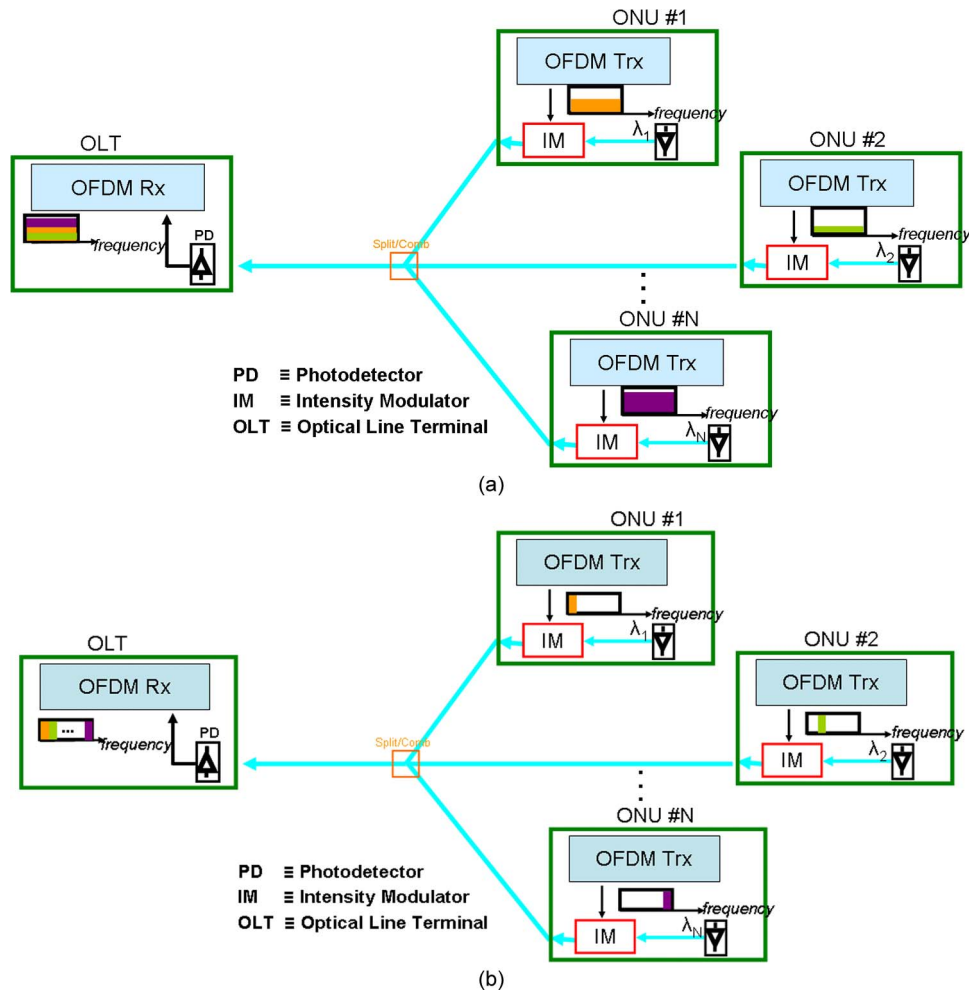 ONU #1
OFDM Trx
frequency
IM
λ1
OLT
OFDM Rx
frequency
PD
Split/Comb
ONU #2
OFDM Trx
frequency
IM
λ2
⋮
ONU #N
OFDM Trx
frequency
IM
λN
PD ≡ Photodetector
IM ≡ Intensity Modulator
OLT ≡ Optical Line Terminal
(a)
ONU #1
OFDM Trx
frequency
IM
λ1
OLT
OFDM Rx
...
frequency
PD
Split/Comb
ONU #2
OFDM Trx
frequency
IM
λ2
⋮
ONU #N
OFDM Trx
frequency
IM
λN
PD ≡ Photodetector
IM ≡ Intensity Modulator
OLT ≡ Optical Line Terminal
(b)